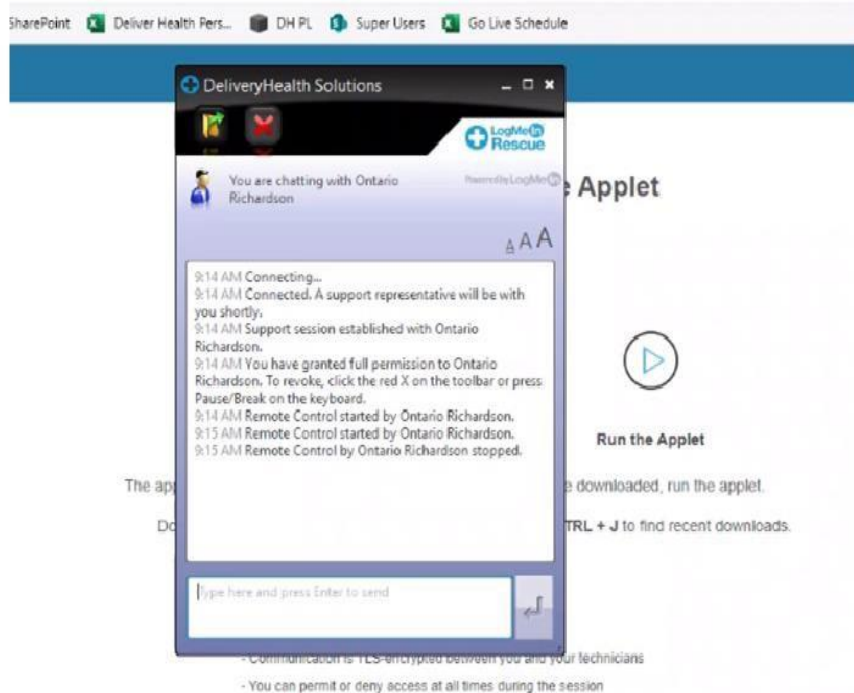 SharePoint Deliver Health Pers... DH PL Super Users Go Live Schedule
DeliveryHealth Solutions
LogMeIn
Rescue
You are chatting with Ontario
Richardson
Powered by LogMeIn
Applet
A A A
9:14 AM Connecting...
9:14 AM Connected. A support representative will be with
you shortly.
9:14 AM Support session established with Ontario
Richardson.
9:14 AM You have granted full permission to Ontario
Richardson. To revoke, click the red X on the toolbar or press
Pause/Break on the keyboard.
9:14 AM Remote Control started by Ontario Richardson.
9:15 AM Remote Control started by Ontario Richardson.
9:15 AM Remote Control by Ontario Richardson stopped.
Run the Applet
The downloaded, run the applet.
TRL + J to find recent downloads.
Type here and press Enter to send
- Communication is TLS-encrypted between you and your technicians
- You can permit or deny access at all times during the session